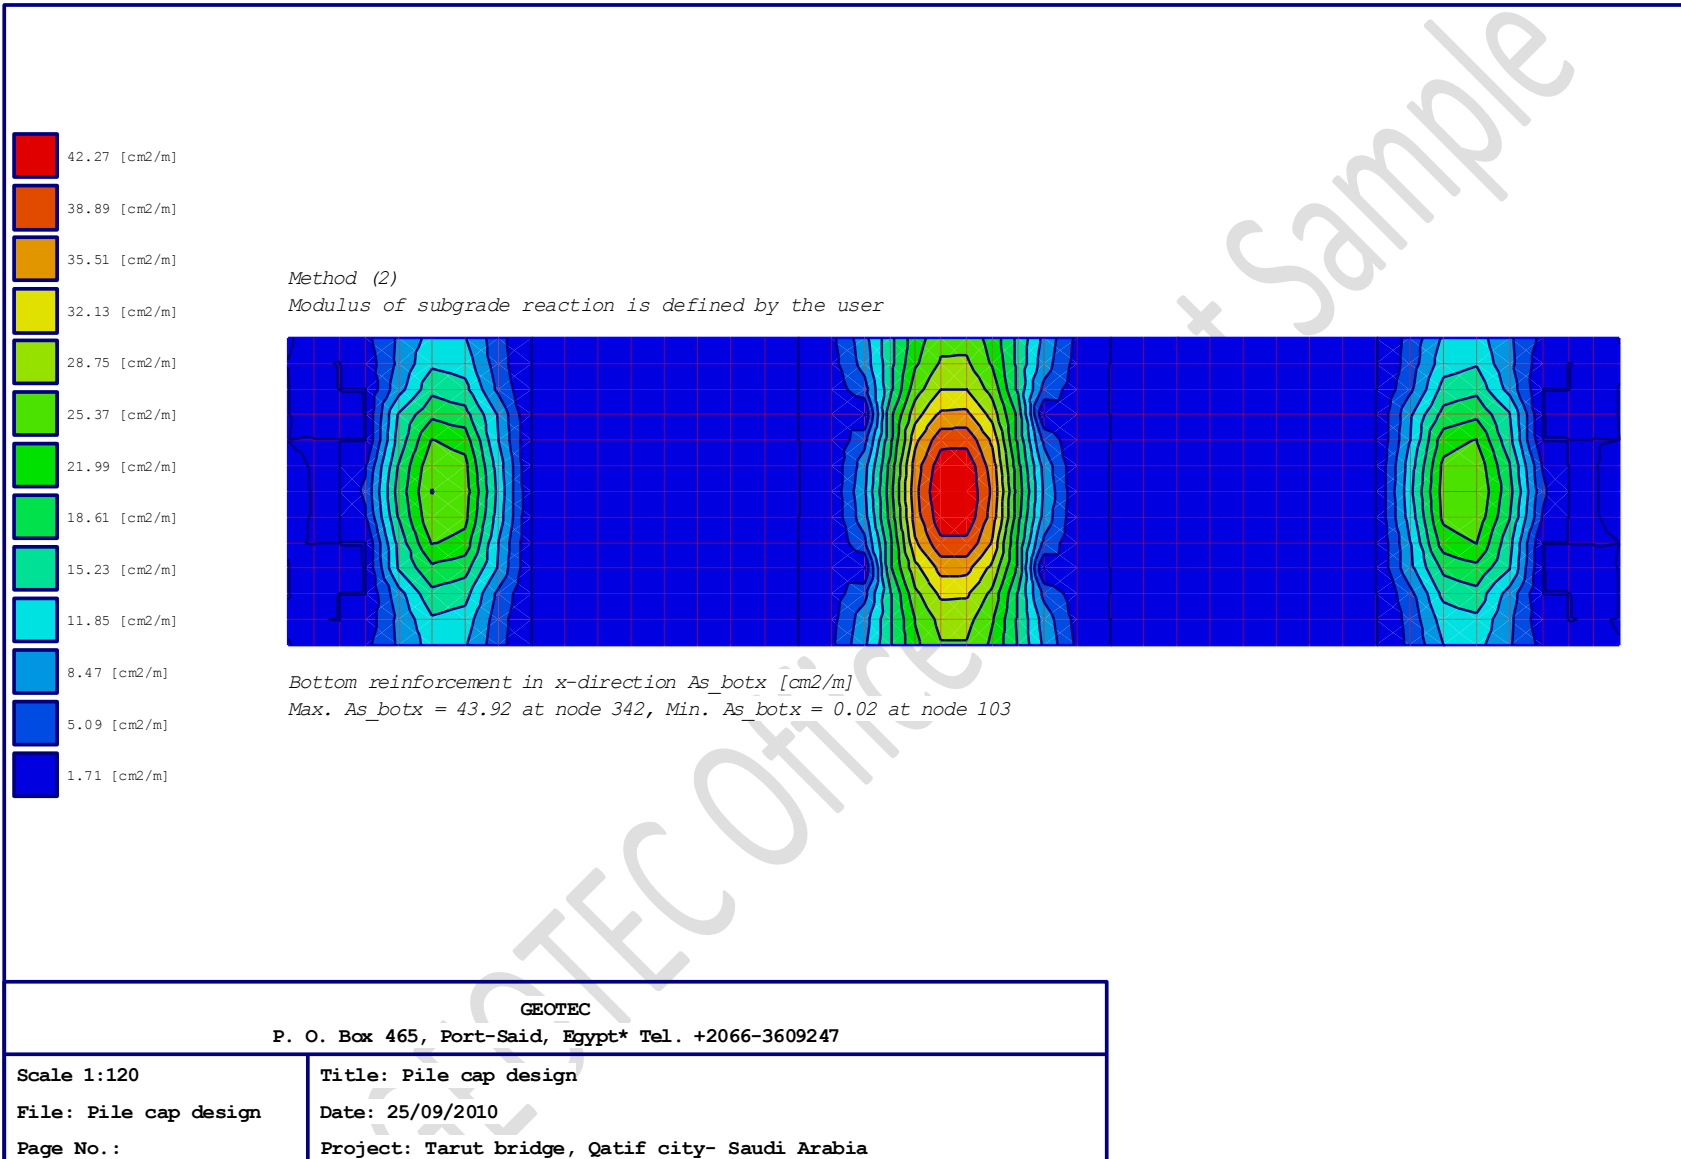 42.27 [cm2/m]
38.89 [cm2/m]
35.51 [cm2/m]
32.13 [cm2/m]
28.75 [cm2/m]
25.37 [cm2/m]
21.99 [cm2/m]
18.61 [cm2/m]
15.23 [cm2/m]
11.85 [cm2/m]
8.47 [cm2/m]
5.09 [cm2/m]
1.71 [cm2/m]
Method (2)
Modulus of subgrade reaction is defined by the user
Bottom reinforcement in x-direction As_botx [cm2/m]
Max. As_botx = 43.92 at node 342, Min. As_botx = 0.02 at node 103
GEOTEC
P. O. Box 465, Port-Said, Egypt* Tel. +2066-3609247
Scale 1:120
File: Pile cap design
Page No.:
Title: Pile cap design
Date: 25/09/2010
Project: Tarut bridge, Qatif city- Saudi Arabia
Sample